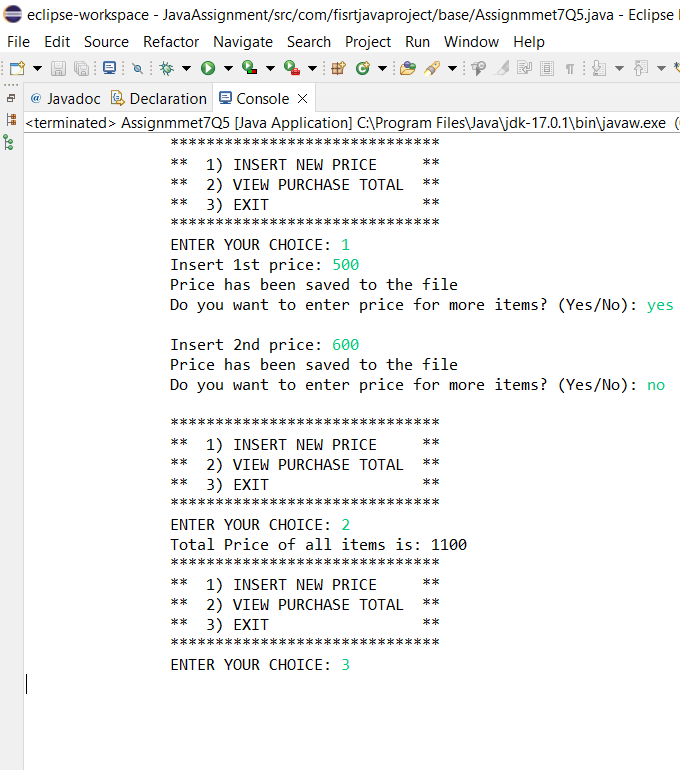 eclipse-workspace - JavaAssignment/src/com/fisrtjavaproject/base/Assignmmet7Q5.java - Eclipse
File Edit Source Refactor Navigate Search Project Run Window Help
@ Javadoc Declaration Console
<terminated> Assignmmet7Q5 [Java Application] C:\Program Files\Java\jdk-17.0.1\bin\javaw.exe (
******************************
** 1) INSERT NEW PRICE **
** 2) VIEW PURCHASE TOTAL **
** 3) EXIT **
******************************
ENTER YOUR CHOICE: 1
Insert 1st price: 500
Price has been saved to the file
Do you want to enter price for more items? (Yes/No): yes
Insert 2nd price: 600
Price has been saved to the file
Do you want to enter price for more items? (Yes/No): no
******************************
** 1) INSERT NEW PRICE **
** 2) VIEW PURCHASE TOTAL **
** 3) EXIT **
******************************
ENTER YOUR CHOICE: 2
Total Price of all items is: 1100
******************************
** 1) INSERT NEW PRICE **
** 2) VIEW PURCHASE TOTAL **
** 3) EXIT **
******************************
ENTER YOUR CHOICE: 3